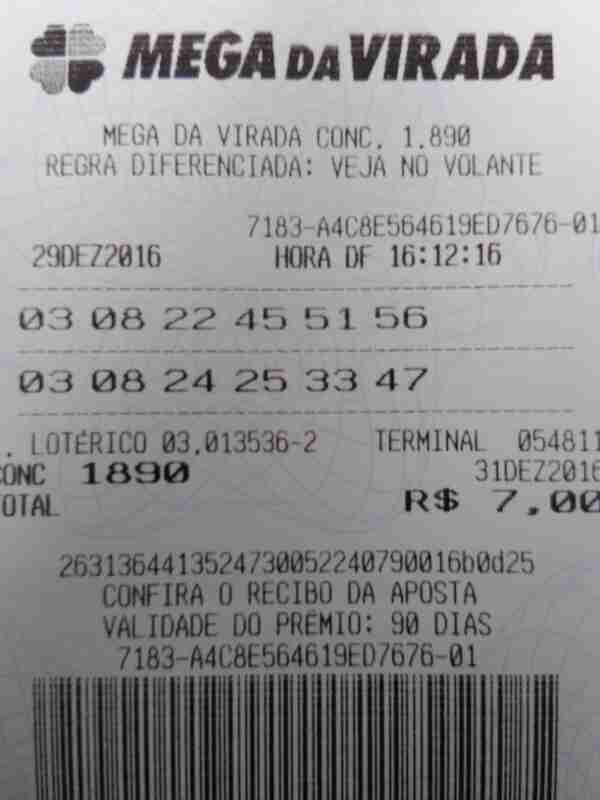 MEGA DA VIRADA
MEGA DA VIRADA CONC. 1.890
REGRA DIFERENCIADA: VEJA NO VOLANTE
7183-A4C8E564619ED7676-01
29DEZ2016 HORA DF 16:12:16
03 08 22 45 51 56
03 08 24 25 33 47
. LOTÉRICO 03.013536-2 TERMINAL 054811
CONC 1890 31DEZ2016
OTAL R$ 7,00
2631364413524730052240790016b0d25
CONFIRA O RECIBO DA APOSTA
VALIDADE DO PRÊMIO: 90 DIAS
7183-A4C8E564619ED7676-01